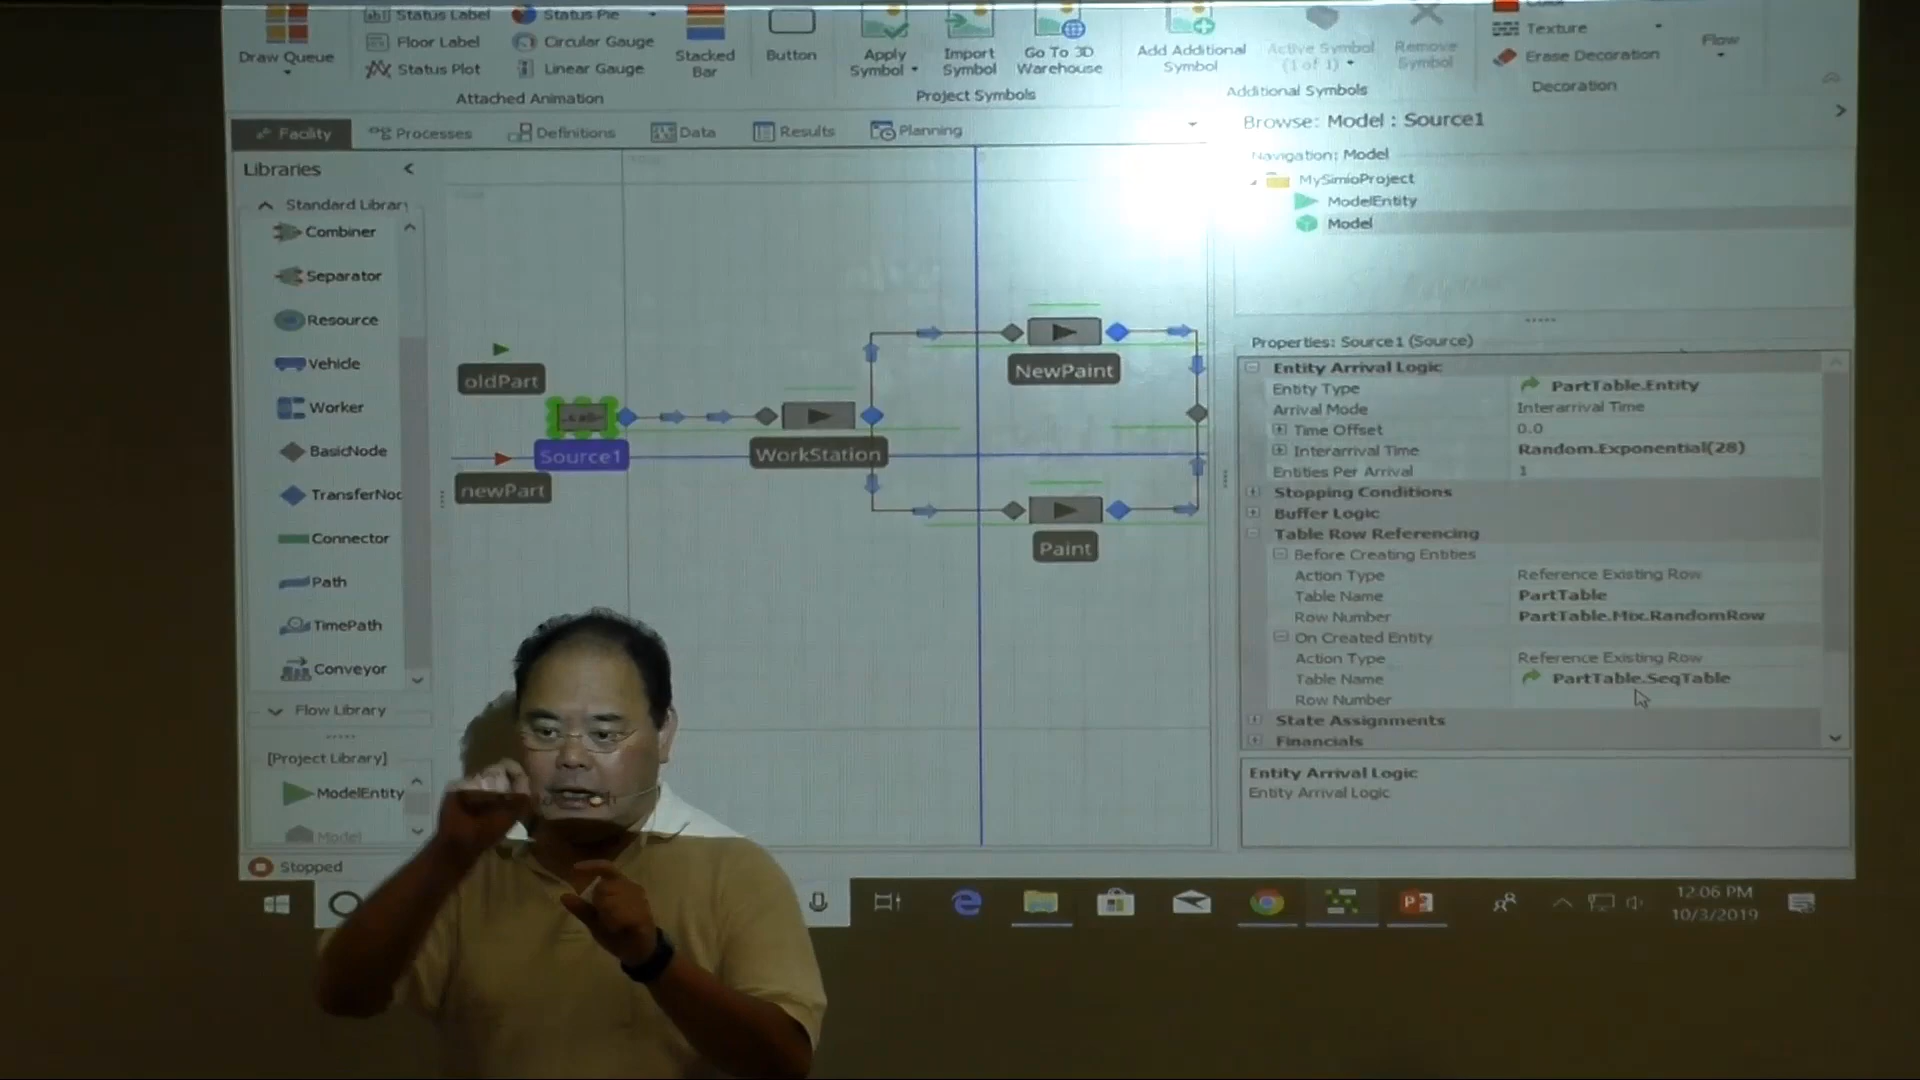 Draw Queue
Status Label
Floor Label
Status Plot
Status Pie
Circular Gauge
Linear Gauge
Attached Animation
Stacked
Bar
Button
Apply
Symbol
Import
Symbol
Go To 3D
Warehouse
Project Symbols
Add Additional
Symbol
Active Symbol
(1 of 1)
Remove
Symbol
Additional Symbols
Texture
Erase Decoration
Decoration
Flow
Facility
Processes
Definitions
Data
Results
Planning
Browse: Model : Source1
Navigation: Model
MySimioProject
ModelEntity
Model
Libraries
Standard Library
Combiner
Separator
Resource
Vehicle
Worker
BasicNode
TransferNod
Connector
Path
TimePath
Conveyor
Flow Library
[Project Library]
ModelEntity
Model
Stopped
oldPart
newPart
Source1
WorkStation
NewPaint
Paint
Properties: Source1 (Source)
Entity Arrival Logic
Entity Type PartTable.Entity
Arrival Mode Interarrival Time
Time Offset 0.0
Interarrival Time Random.Exponential(28)
Entities Per Arrival 1
Stopping Conditions
Buffer Logic
Table Row Referencing
Before Creating Entities
Action Type Reference Existing Row
Table Name PartTable
Row Number PartTable.Mix.RandomRow
On Created Entity
Action Type Reference Existing Row
Table Name PartTable.SeqTable
Row Number
State Assignments
Financials
Entity Arrival Logic
Entity Arrival Logic
12:06 PM
10/3/2019